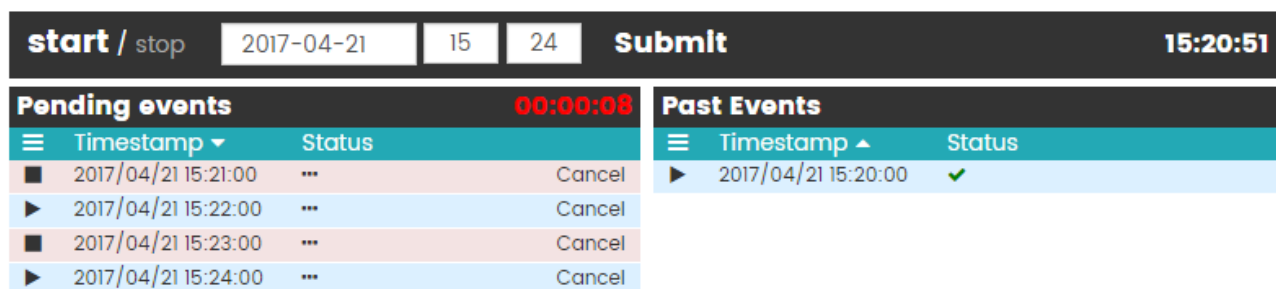 start / stop 2017-04-21 15 24 Submit 15:20:51
Pending events 00:00:08
Timestamp Status
2017/04/21 15:21:00 ••• Cancel
2017/04/21 15:22:00 ••• Cancel
2017/04/21 15:23:00 ••• Cancel
2017/04/21 15:24:00 ••• Cancel
Past Events
Timestamp Status
2017/04/21 15:20:00